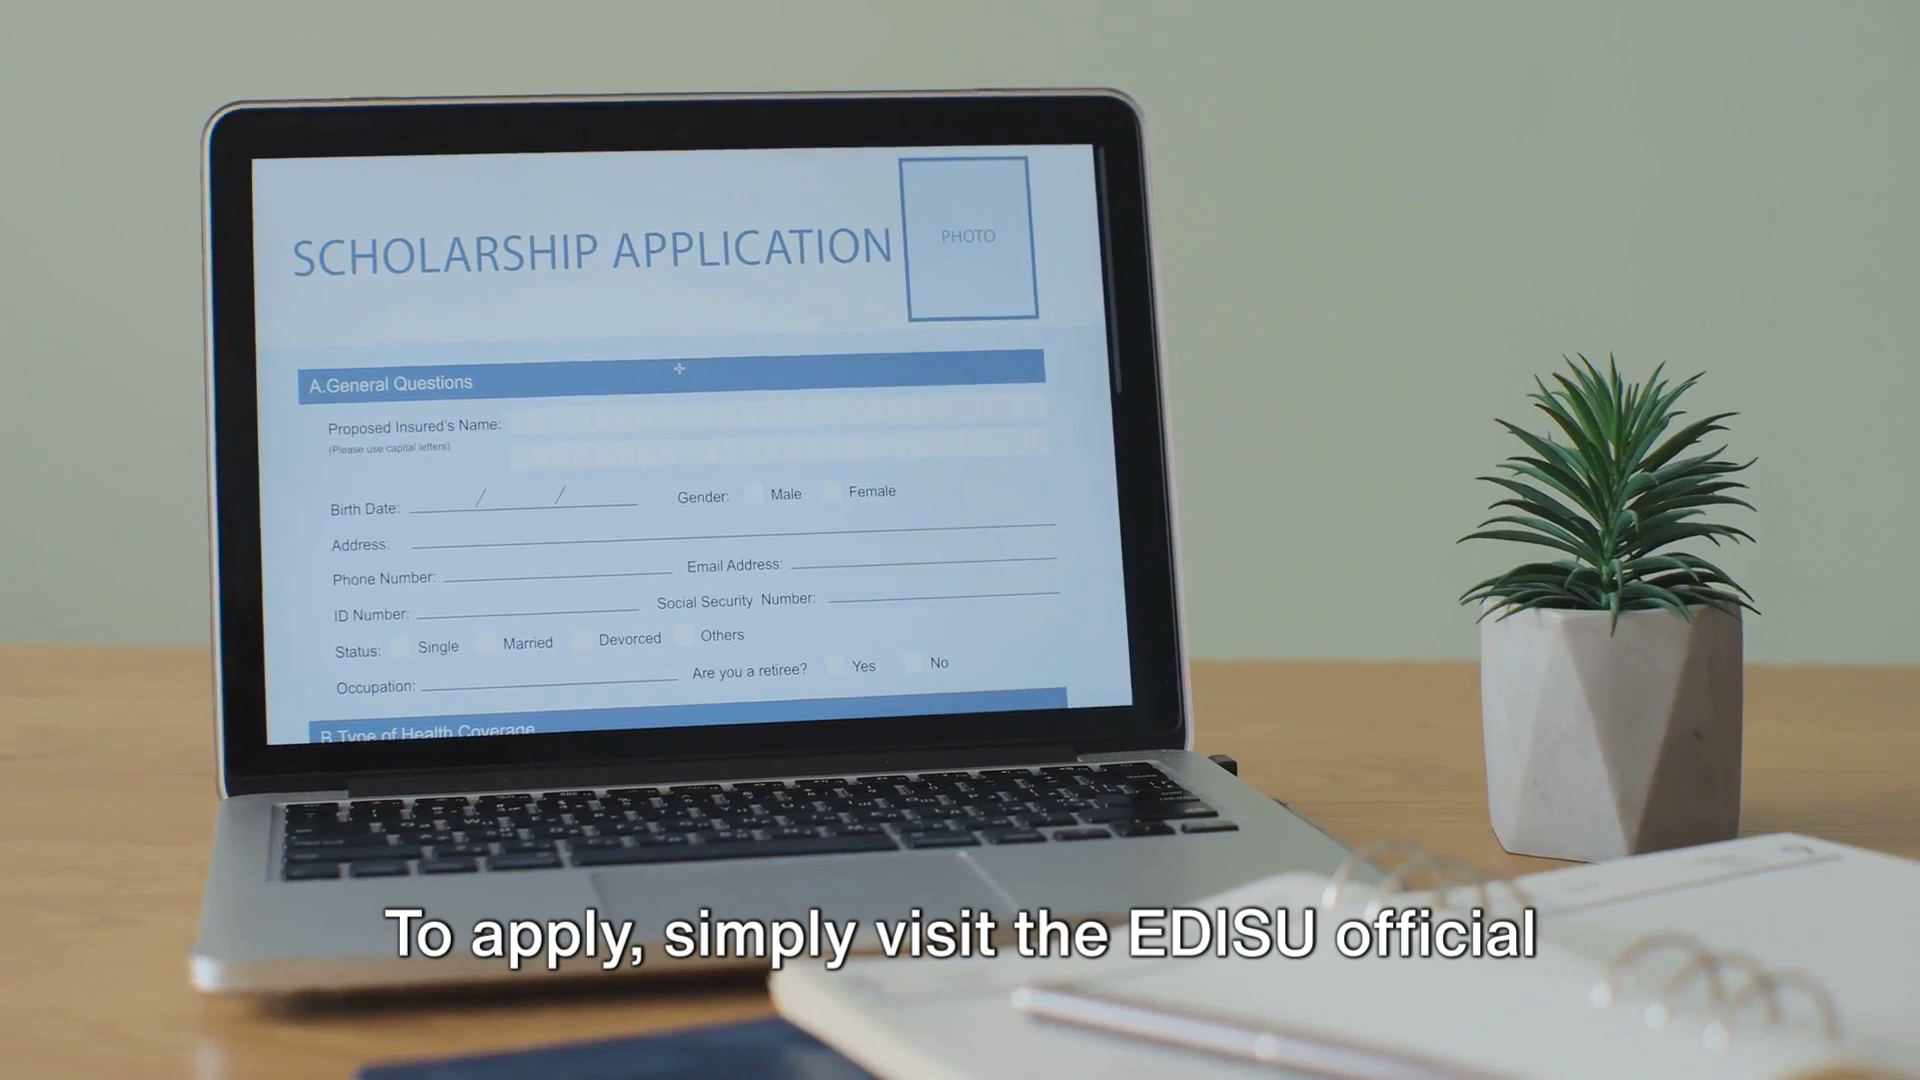 SCHOLARSHIP APPLICATION
PHOTO
A.General Questions
Proposed Insured's Name:
(Please use capital letters)
Birth Date: / / Gender: Male Female
Address:
Phone Number: Email Address:
ID Number: Social Security Number:
Status: Single Married Devorced Others
Occupation: Are you a retiree? Yes No
B.Type of Health Coverage
To apply, simply visit the EDISU official